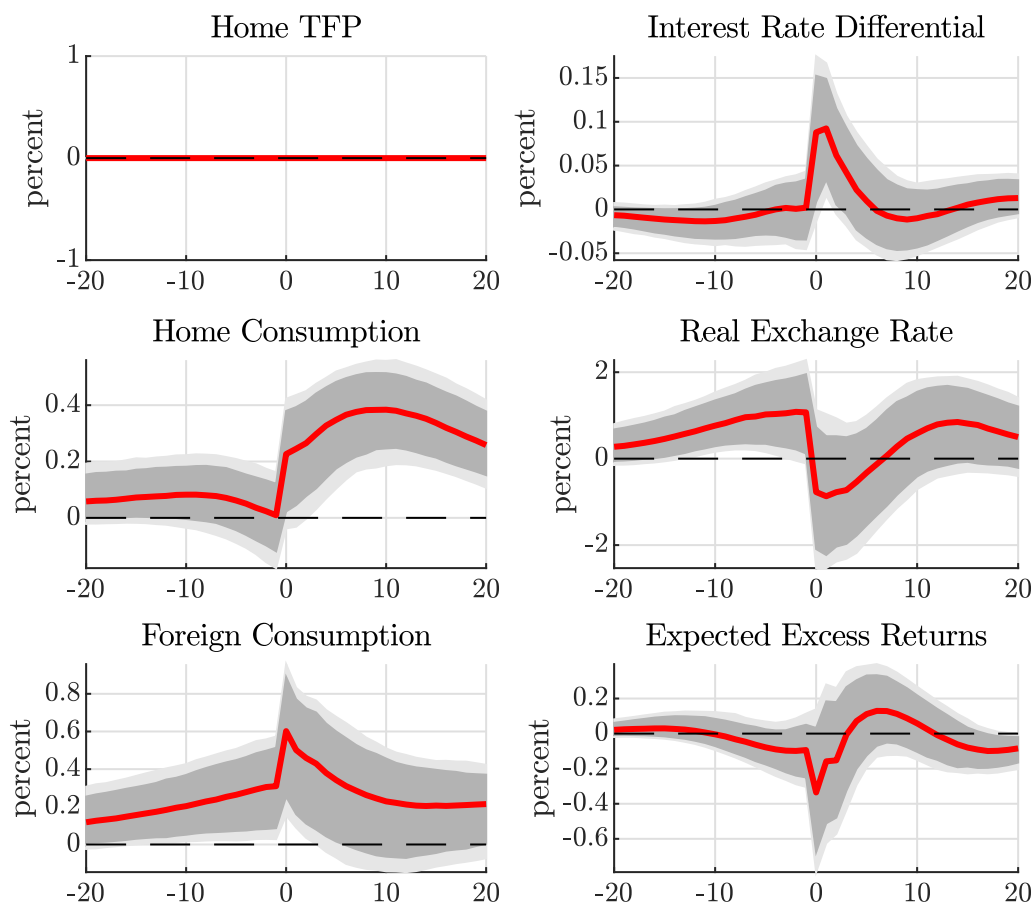 Home TFP
percent
1
0
-1
-20 -10 0 10 20
Interest Rate Differential
percent
0.15
0.1
0.05
0
-0.05
-20 -10 0 10 20
Home Consumption
percent
0.4
0.2
0
-20 -10 0 10 20
Real Exchange Rate
percent
2
0
-2
-20 -10 0 10 20
Foreign Consumption
percent
0.8
0.6
0.4
0.2
0
-20 -10 0 10 20
Expected Excess Returns
percent
0.2
0
-0.2
-0.4
-0.6
-20 -10 0 10 20